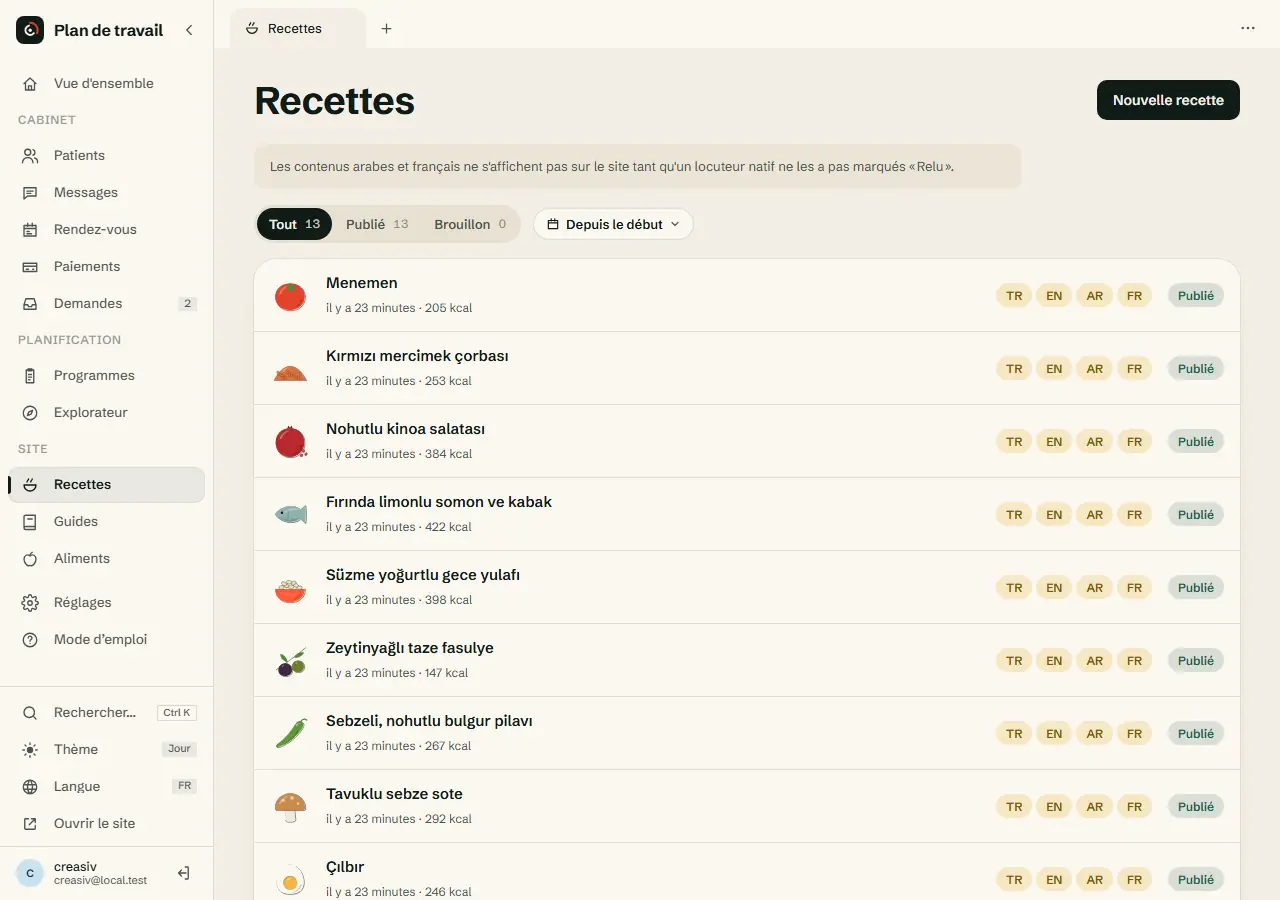 Plan de travail
Vue d'ensemble
CABINET
Patients
Messages
Rendez-vous
Paiements
Demandes 2
PLANIFICATION
Programmes
Explorateur
SITE
Recettes
Guides
Aliments
Réglages
Mode d’emploi
Rechercher... Ctrl K
Thème Jour
Langue FR
Ouvrir le site
C creasiv
creasiv@local.test
Recettes
Recettes
Nouvelle recette
Les contenus arabes et français ne s'affichent pas sur le site tant qu'un locuteur natif ne les a pas marqués « Relu ».
Tout 13 Publié 13 Brouillon 0 Depuis le début
Menemen
il y a 23 minutes · 205 kcal
TR EN AR FR Publié
Kırmızı mercimek çorbası
il y a 23 minutes · 253 kcal
TR EN AR FR Publié
Nohutlu kinoa salatası
il y a 23 minutes · 384 kcal
TR EN AR FR Publié
Fırında limonlu somon ve kabak
il y a 23 minutes · 422 kcal
TR EN AR FR Publié
Süzme yoğurtlu gece yulafı
il y a 23 minutes · 398 kcal
TR EN AR FR Publié
Zeytinyağlı taze fasulye
il y a 23 minutes · 147 kcal
TR EN AR FR Publié
Sebzeli, nohutlu bulgur pilavı
il y a 23 minutes · 267 kcal
TR EN AR FR Publié
Tavuklu sebze sote
il y a 23 minutes · 292 kcal
TR EN AR FR Publié
Çılbır
il y a 23 minutes · 246 kcal
TR EN AR FR Publié